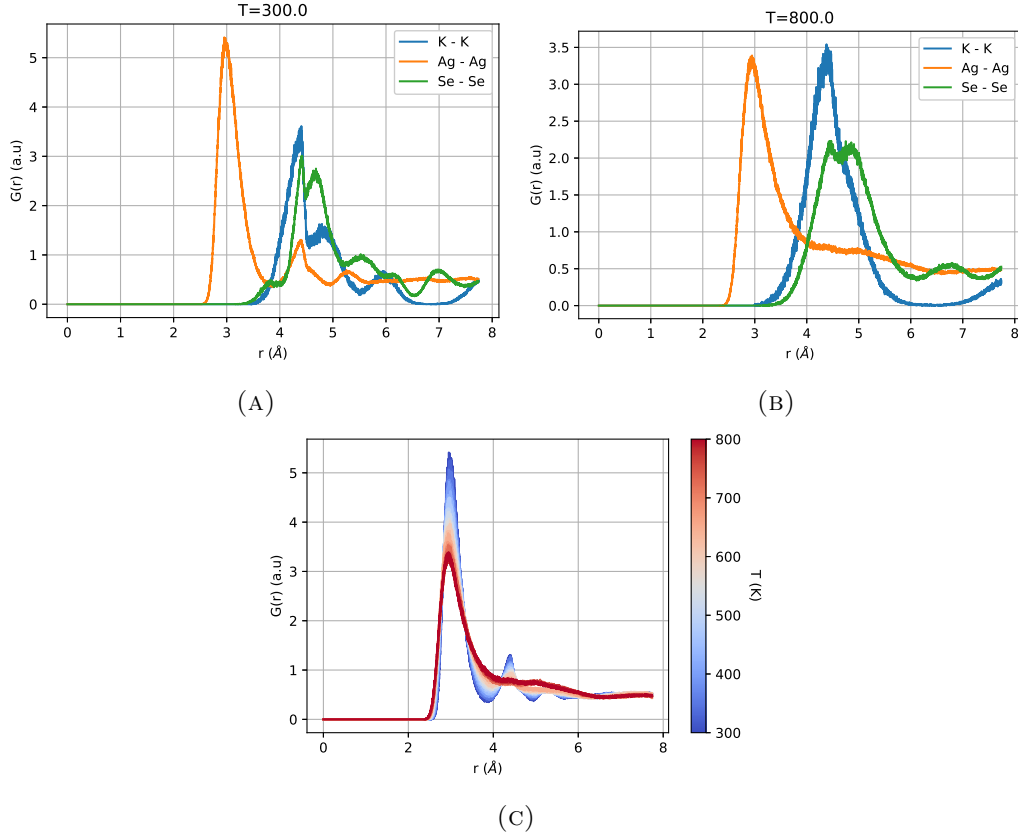 T=300.0
G(r) (a.u)
5
4
3
2
1
0
K - K
Ag - Ag
Se - Se
0 1 2 3 4 5 6 7 8
r (Å)
(A)
T=800.0
G(r) (a.u)
3.5
3.0
2.5
2.0
1.5
1.0
0.5
0.0
K - K
Ag - Ag
Se - Se
0 1 2 3 4 5 6 7 8
r (Å)
(B)
G(r) (a.u)
5
4
3
2
1
0
0 2 4 6 8
r (Å)
800
700
600
500
400
300
T (K)
(C)